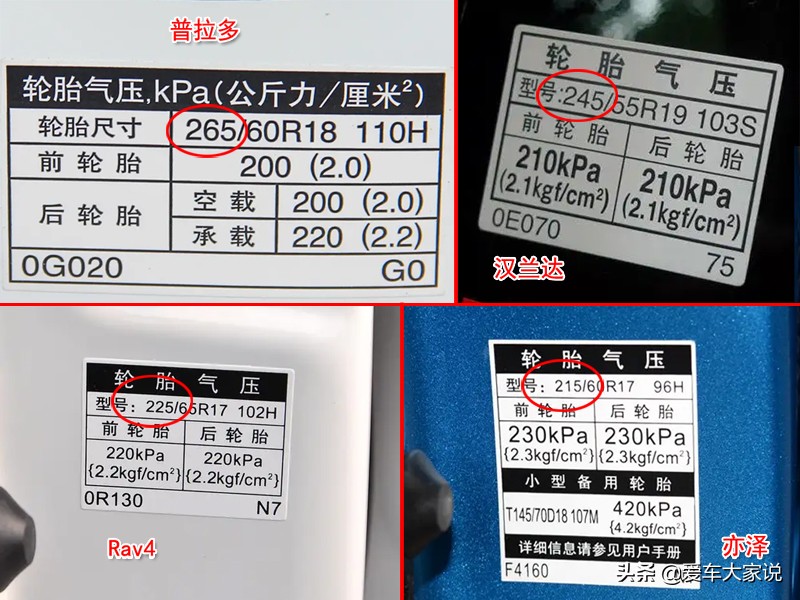 普拉多
轮胎气压,kPa(公斤力/厘米²)
轮胎尺寸 265/60R18 110H
前轮胎 200 (2.0)
后轮胎 空载 200 (2.0)
承载 220 (2.2)
0G020 G0
轮胎气压
型号:245/55R19 103S
前轮胎 后轮胎
210kPa 210kPa
(2.1kgf/cm²) (2.1kgf/cm²)
0E070 75
汉兰达
轮胎气压
型号: 225/65R17 102H
前轮胎 后轮胎
220kPa 220kPa
{2.2kgf/cm²} {2.2kgf/cm²}
0R130 N7
Rav4
轮胎气压
型号: 215/60R17 96H
前轮胎 后轮胎
230kPa 230kPa
{2.3kgf/cm²} {2.3kgf/cm²}
小型备用轮胎
T145/70D18 107M 420kPa
{4.2kgf/cm²}
详细信息请参见用户手册
F4160
亦泽
头条 @爱车大家说